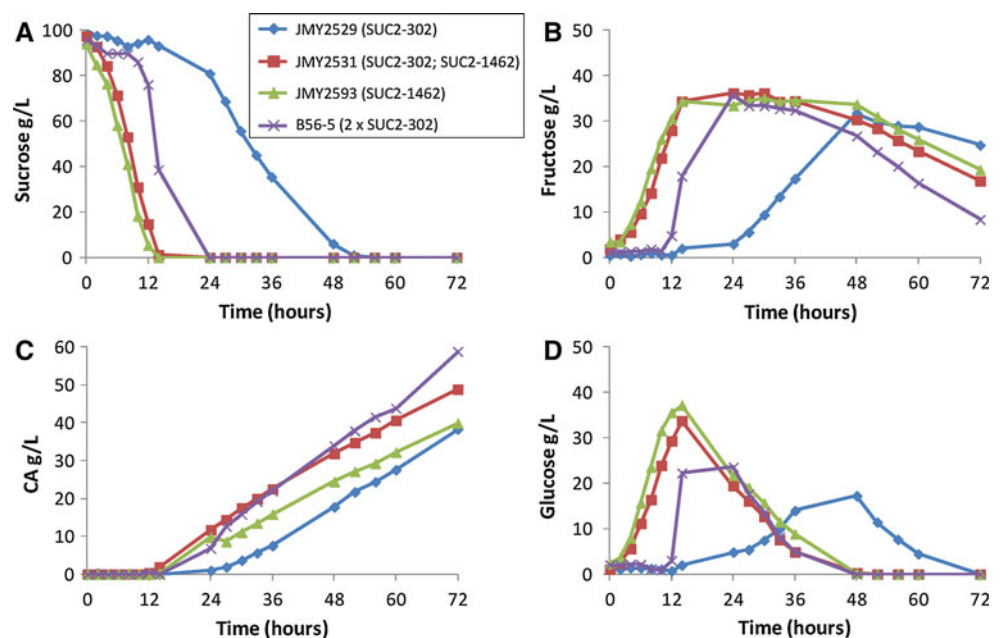 A
100
80
60
40
20
0
Sucrose g/L
0 12 24 36 48 60 72
Time (hours)
JMY2529 (SUC2-302)
JMY2531 (SUC2-302; SUC2-1462)
JMY2593 (SUC2-1462)
B56-5 (2 x SUC2-302)
B
50
40
30
20
10
0
Fructose g/L
0 12 24 36 48 60 72
Time (hours)
C
60
50
40
30
20
10
0
CA g/L
0 12 24 36 48 60 72
Time (hours)
D
50
40
30
20
10
0
Glucose g/L
0 12 24 36 48 60 72
Time (hours)